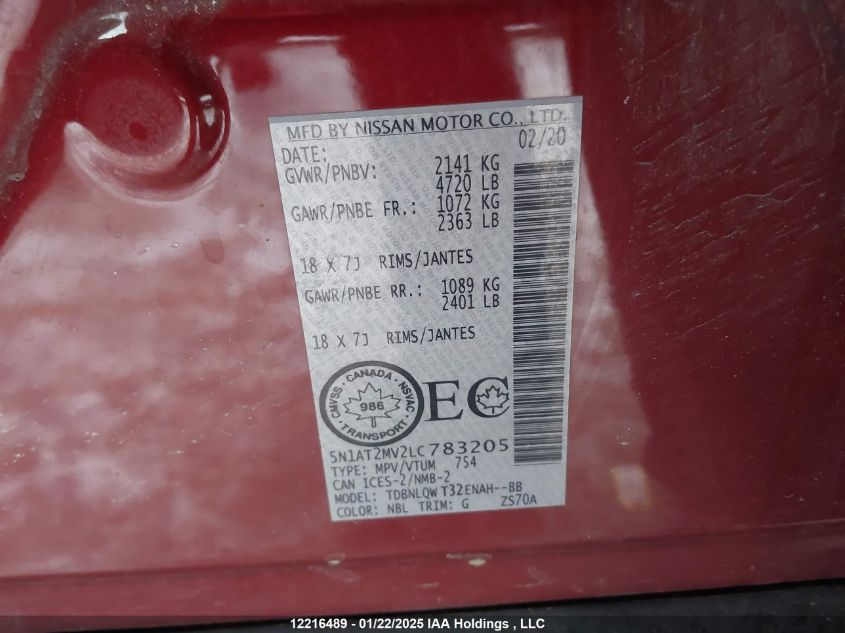 MFD BY NISSAN MOTOR CO., LTD.
DATE: 02/20
GVWR/PNBV: 2141 KG
4720 LB
GAWR/PNBE FR.: 1072 KG
2363 LB
18 X 7J RIMS/JANTES
GAWR/PNBE RR.: 1089 KG
2401 LB
18 X 7J RIMS/JANTES
CMVSS · CANADA · NSVAC
986
TRANSPORT
EC
5N1AT2MV2LC783205
TYPE: MPV/VTUM 754
CAN ICES-2/NMB-2
MODEL: TDBNLQW T32ENAH--BB
COLOR: NBL TRIM: G ZS70A
12216489 - 01/22/2025 IAA Holdings , LLC